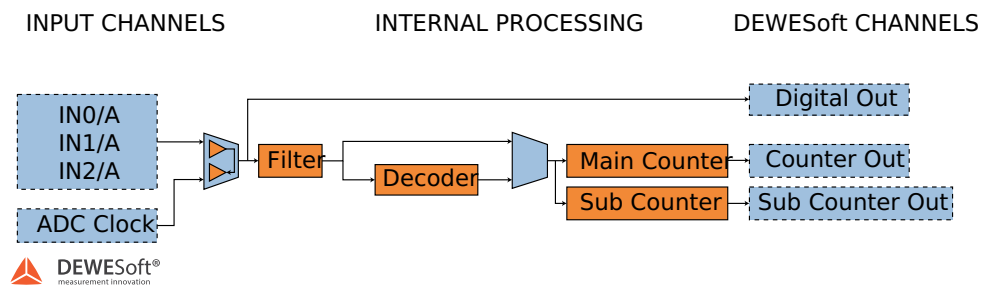 INPUT CHANNELS
INTERNAL PROCESSING
DEWESoft CHANNELS
IN0/A
IN1/A
IN2/A
ADC Clock
Filter
Decoder
Main Counter
Sub Counter
Digital Out
Counter Out
Sub Counter Out
DEWESoft®
measurement innovation